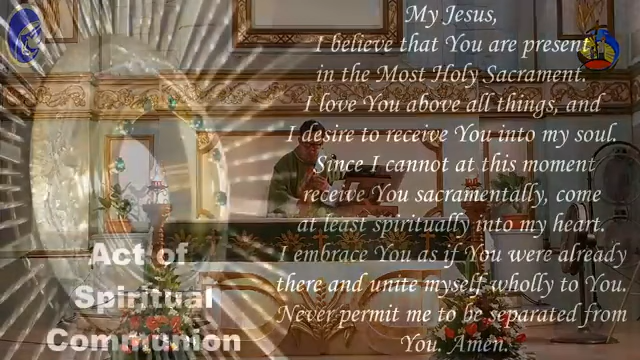 My Jesus,
I believe that You are present
in the Most Holy Sacrament.
I love You above all things, and
I desire to receive You into my soul.
Since I cannot at this moment
receive You sacramentally, come
at least spiritually into my heart.
I embrace You as if You were already
there and unite myself wholly to You.
Never permit me to be separated from
You. Amen.
Act of
Spiritual
Communion